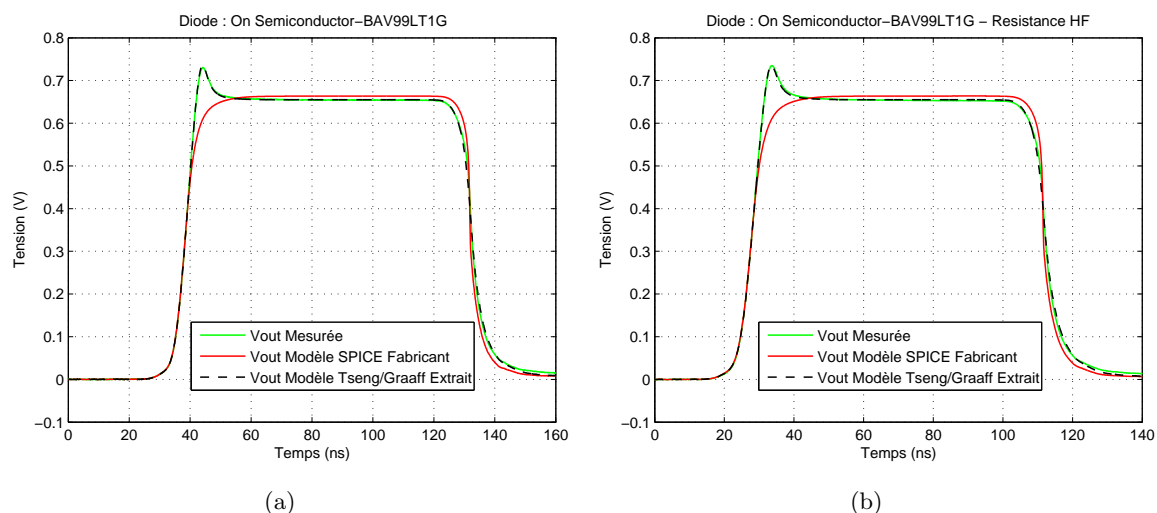 Diode : On Semiconductor−BAV99LT1G
0.8
0.7
0.6
0.5
0.4
0.3
0.2
0.1
0
−0.1
Tension (V)
Vout Mesurée
Vout Modèle SPICE Fabricant
Vout Modèle Tseng/Graaff Extrait
0 20 40 60 80 100 120 140 160
Temps (ns)
(a)
Diode : On Semiconductor−BAV99LT1G − Resistance HF
0.8
0.7
0.6
0.5
0.4
0.3
0.2
0.1
0
−0.1
Tension (V)
Vout Mesurée
Vout Modèle SPICE Fabricant
Vout Modèle Tseng/Graaff Extrait
0 20 40 60 80 100 120 140
Temps (ns)
(b)